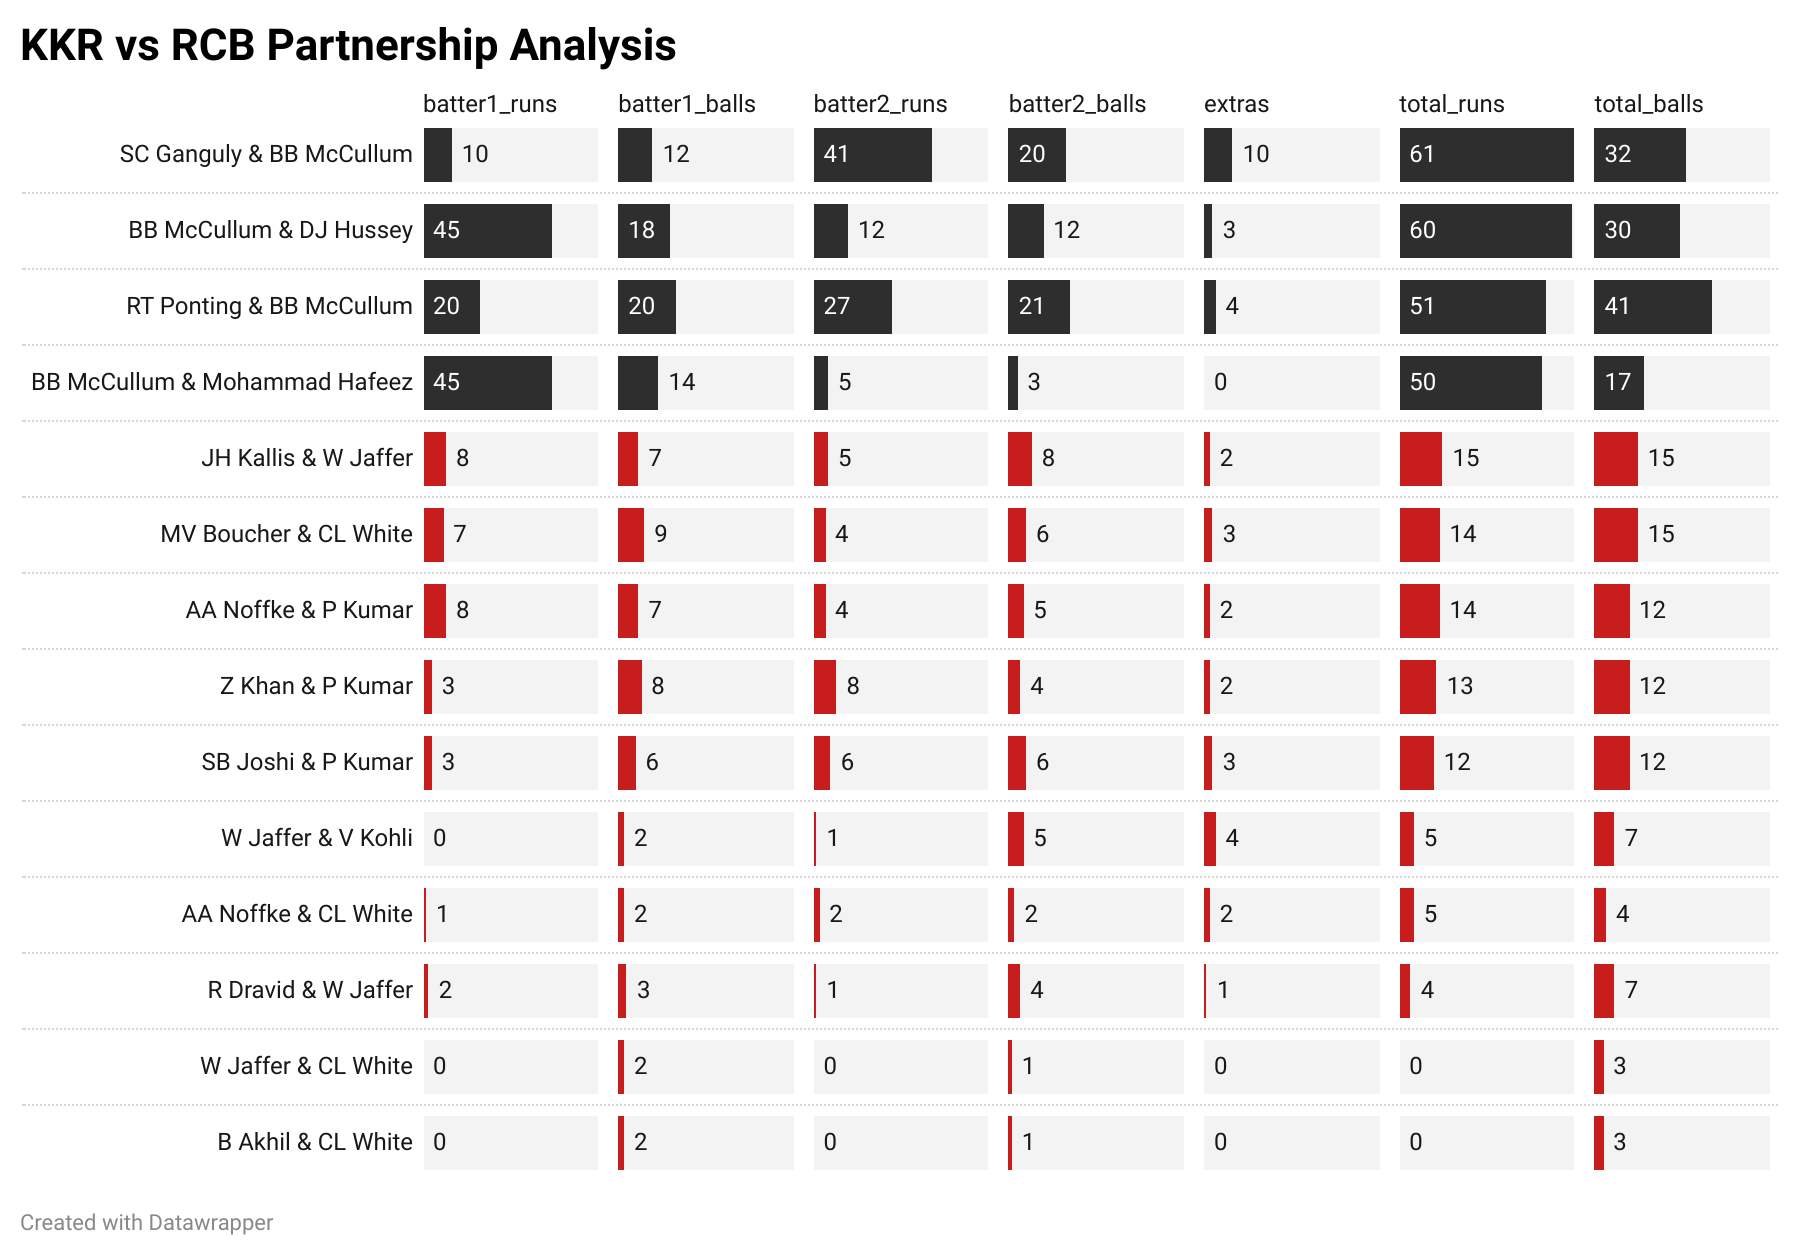 KKR vs RCB Partnership Analysis
batter1_runs batter1_balls batter2_runs batter2_balls extras total_runs total_balls
SC Ganguly & BB McCullum 10 12 41 20 10 61 32
BB McCullum & DJ Hussey 45 18 12 12 3 60 30
RT Ponting & BB McCullum 20 20 27 21 4 51 41
BB McCullum & Mohammad Hafeez 45 14 5 3 0 50 17
JH Kallis & W Jaffer 8 7 5 8 2 15 15
MV Boucher & CL White 7 9 4 6 3 14 15
AA Noffke & P Kumar 8 7 4 5 2 14 12
Z Khan & P Kumar 3 8 8 4 2 13 12
SB Joshi & P Kumar 3 6 6 6 3 12 12
W Jaffer & V Kohli 0 2 1 5 4 5 7
AA Noffke & CL White 1 2 2 2 2 5 4
R Dravid & W Jaffer 2 3 1 4 1 4 7
W Jaffer & CL White 0 2 0 1 0 0 3
B Akhil & CL White 0 2 0 1 0 0 3
Created with Datawrapper